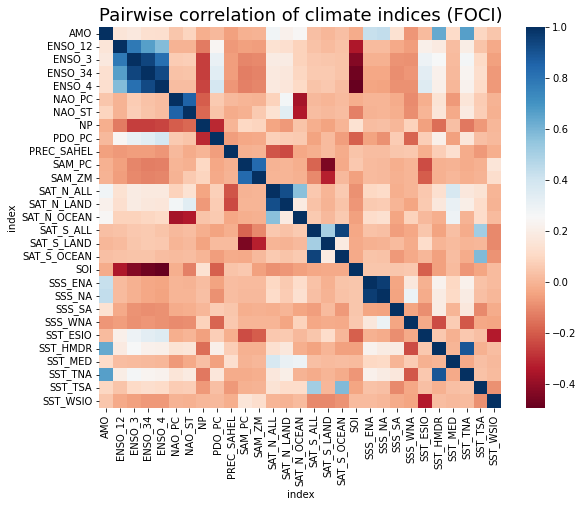 Pairwise correlation of climate indices (FOCI)
index
AMO
ENSO_12
ENSO_3
ENSO_34
ENSO_4
NAO_PC
NAO_ST
NP
PDO_PC
PREC_SAHEL
SAM_PC
SAM_ZM
SAT_N_ALL
SAT_N_LAND
SAT_N_OCEAN
SAT_S_ALL
SAT_S_LAND
SAT_S_OCEAN
SOI
SSS_ENA
SSS_NA
SSS_SA
SSS_WNA
SST_ESIO
SST_HMDR
SST_MED
SST_TNA
SST_TSA
SST_WSIO
AMO
ENSO_12
ENSO_3
ENSO_34
ENSO_4
NAO_PC
NAO_ST
NP
PDO_PC
PREC_SAHEL
SAM_PC
SAM_ZM
SAT_N_ALL
SAT_N_LAND
SAT_N_OCEAN
SAT_S_ALL
SAT_S_LAND
SAT_S_OCEAN
SOI
SSS_ENA
SSS_NA
SSS_SA
SSS_WNA
SST_ESIO
SST_HMDR
SST_MED
SST_TNA
SST_TSA
SST_WSIO
index
1.0
0.8
0.6
0.4
0.2
0.0
−0.2
−0.4